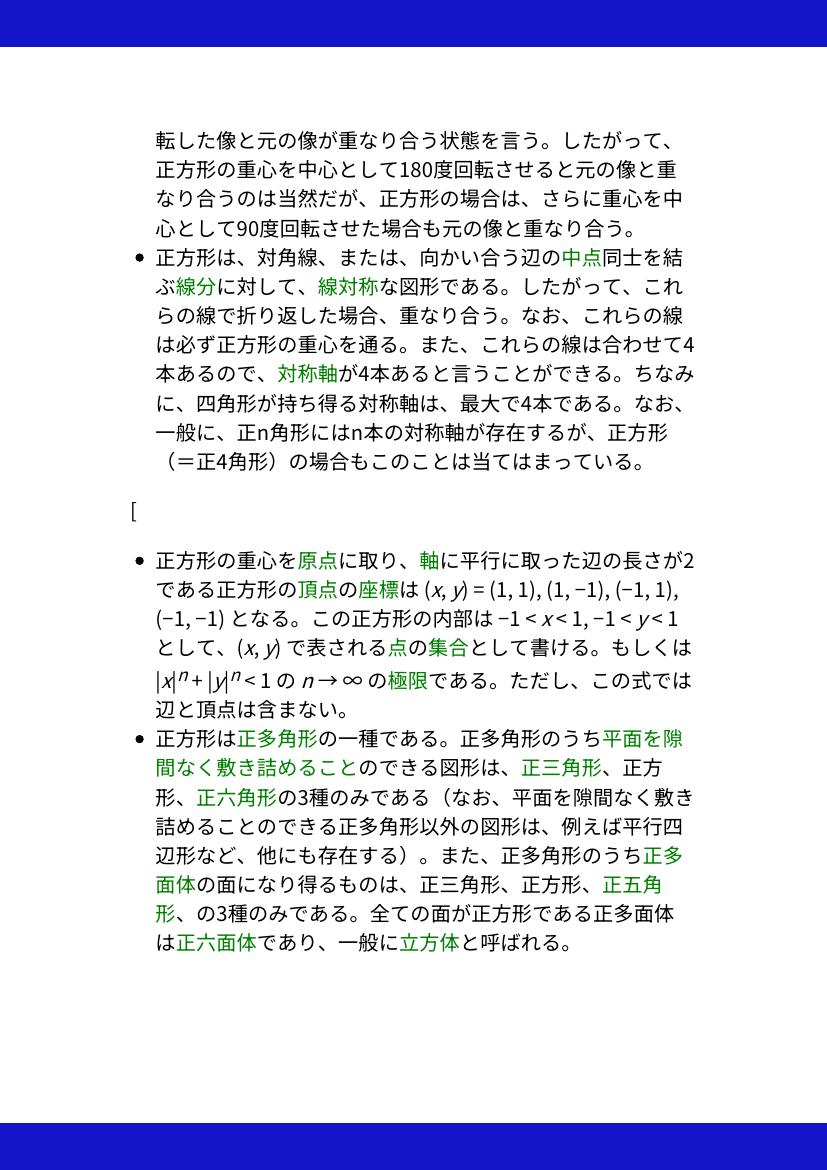 転した像と元の像が重なり合う状態を言う。したがって、
正方形の重心を中心として180度回転させると元の像と重
なり合うのは当然だが、正方形の場合は、さらに重心を中
心として90度回転させた場合も元の像と重なり合う。
• 正方形は、対角線、または、向かい合う辺の中点同士を結
ぶ線分に対して、線対称な図形である。したがって、これ
らの線で折り返した場合、重なり合う。なお、これらの線
は必ず正方形の重心を通る。また、これらの線は合わせて4
本あるので、対称軸が4本あると言うことができる。ちなみ
に、四角形が持ち得る対称軸は、最大で4本である。なお、
一般に、正n角形にはn本の対称軸が存在するが、正方形
（＝正4角形）の場合もこのことは当てはまっている。
[
• 正方形の重心を原点に取り、軸に平行に取った辺の長さが2
である正方形の頂点の座標は (x, y) = (1, 1), (1, −1), (−1, 1),
(−1, −1) となる。この正方形の内部は −1 < x < 1, −1 < y < 1
として、(x, y) で表される点の集合として書ける。もしくは
|x|ⁿ + |y|ⁿ < 1 の n → ∞ の極限である。ただし、この式では
辺と頂点は含まない。
• 正方形は正多角形の一種である。正多角形のうち平面を隙
間なく敷き詰めることのできる図形は、正三角形、正方
形、正六角形の3種のみである（なお、平面を隙間なく敷き
詰めることのできる正多角形以外の図形は、例えば平行四
辺形など、他にも存在する）。また、正多角形のうち正多
面体の面になり得るものは、正三角形、正方形、正五角
形、の3種のみである。全ての面が正方形である正多面体
は正六面体であり、一般に立方体と呼ばれる。